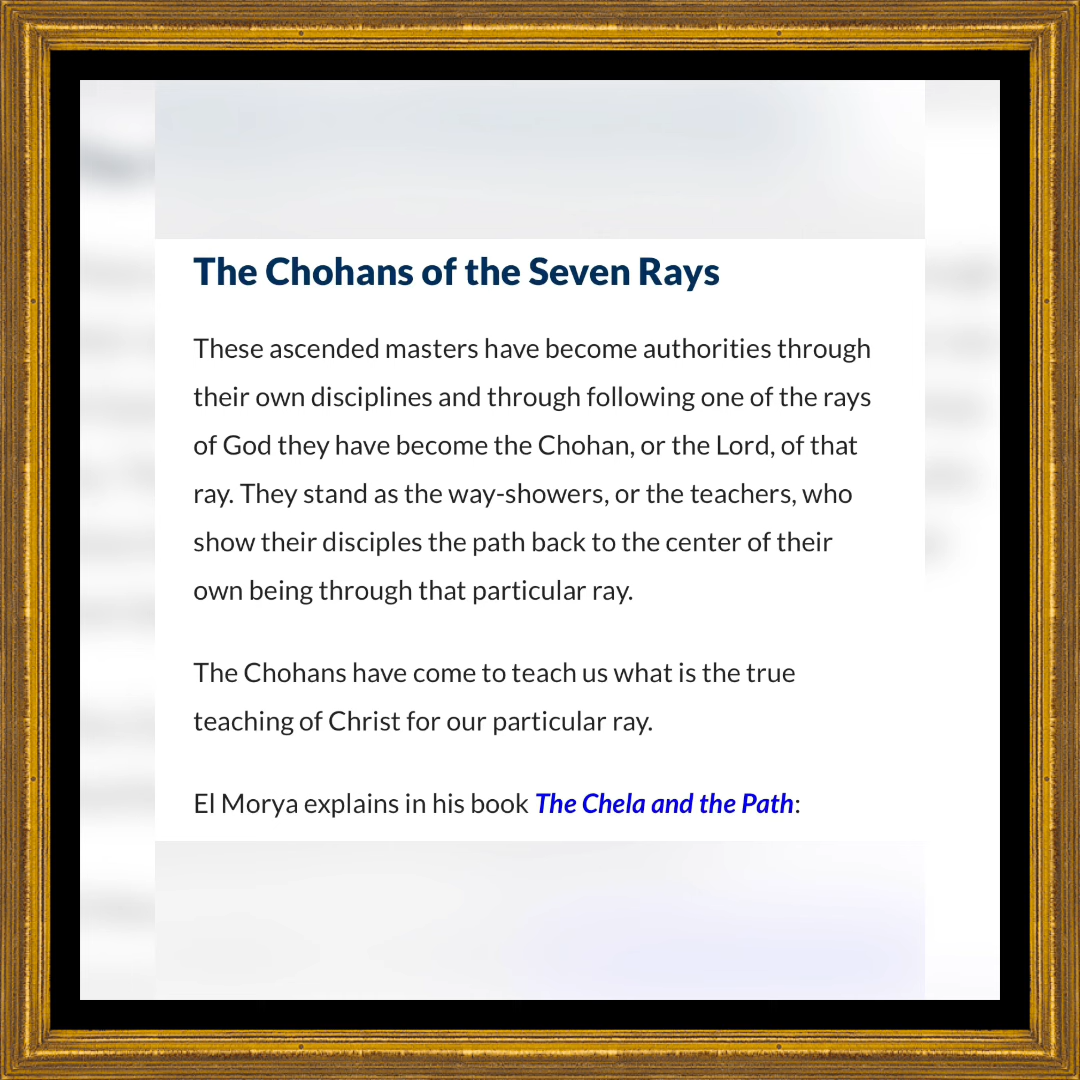 The Chohans of the Seven Rays
These ascended masters have become authorities through
their own disciplines and through following one of the rays
of God they have become the Chohan, or the Lord, of that
ray. They stand as the way-showers, or the teachers, who
show their disciples the path back to the center of their
own being through that particular ray.
The Chohans have come to teach us what is the true
teaching of Christ for our particular ray.
El Morya explains in his book The Chela and the Path: